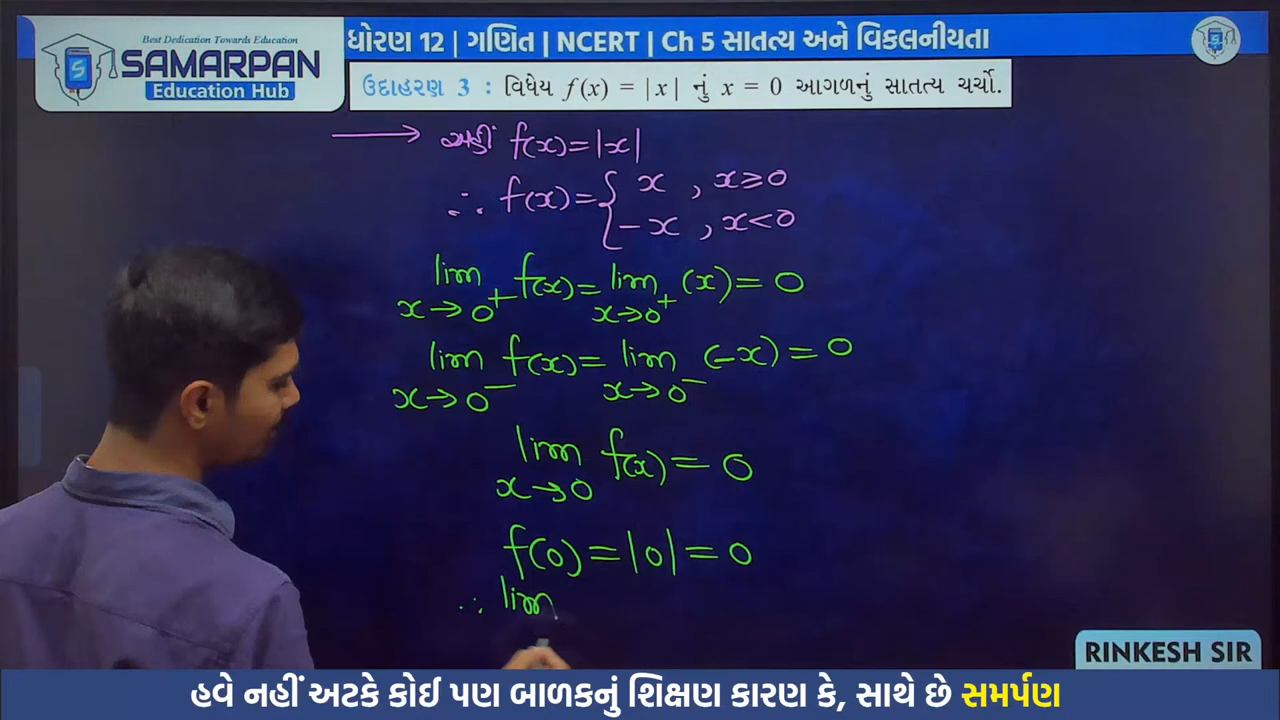 Best Dedication Towards Education
SAMARPAN
Education Hub
ધોરણ 12 | ગણિત | NCERT | Ch 5 સાતત્ય અને વિકલનીયતા
ઉદાહરણ 3 : વિધેય f(x) = |x| નું x = 0 આગળનું સાતત્ય ચર્ચો.
અહીં f(x)=|x|
∴ f(x)={ x , x≥0
-x , x<0
lim x→0⁺ f(x)= lim x→0⁺ (x)=0
lim x→0⁻ f(x)= lim x→0⁻ (-x)=0
lim x→0 f(x)=0
f(0)=|0|=0
∴ lim
RINKESH SIR
હવે નહીં અટકે કોઈ પણ બાળકનું શિક્ષણ કારણ કે, સાથે છે સમર્પણ